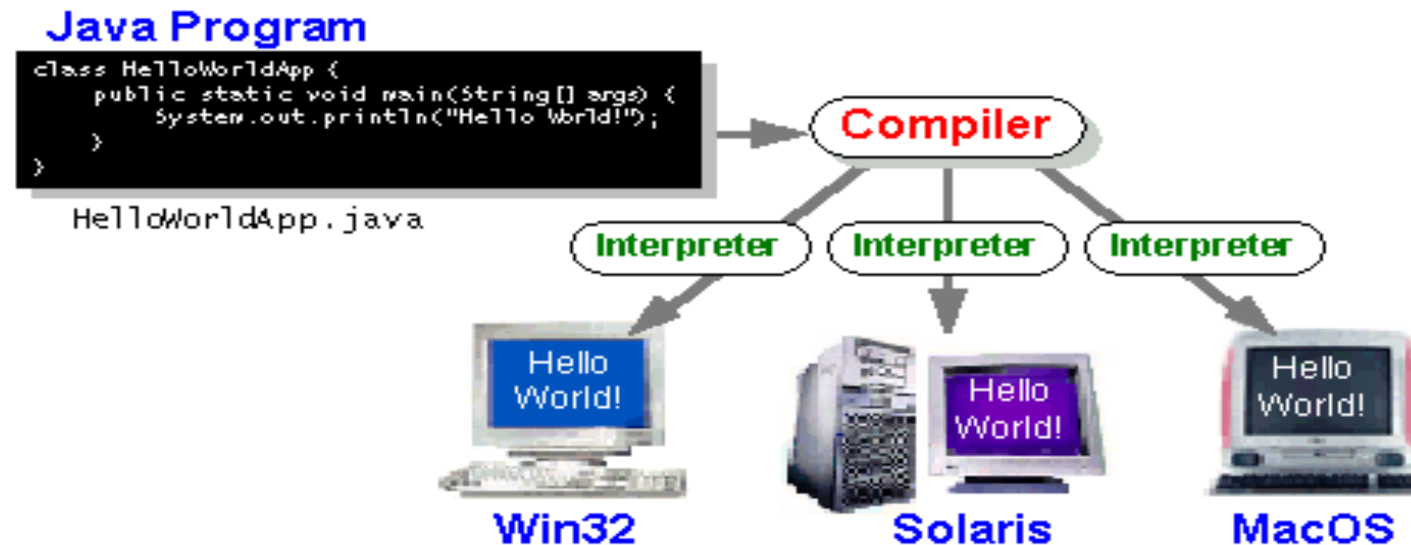 Java Program
class HelloWorldApp {
    public static void main(String[] args) {
        System.out.println("Hello World!");
    }
}
HelloWorldApp.java
Compiler
Interpreter
Interpreter
Interpreter
Hello
World!
Hello
World!
Hello
World!
Win32
Solaris
MacOS